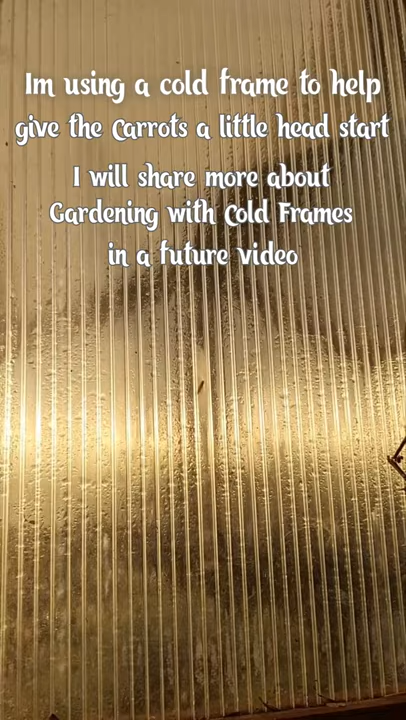 Im using a cold frame to help
give the Carrots a little head start
I will share more about
Gardening with Cold Frames
in a future video